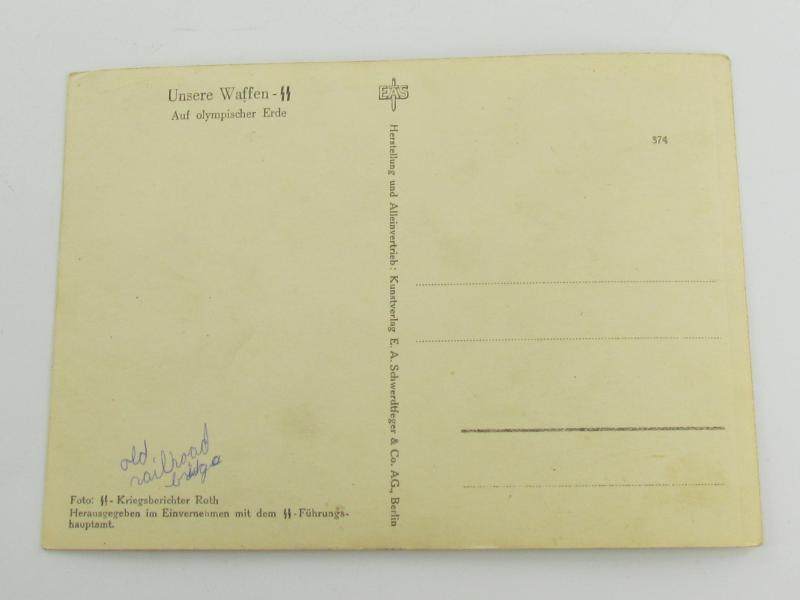 Unsere Waffen-ᛋᛋ
Auf olympischer Erde
EAS
Herstellung und Alleinvertrieb: Kunstverlag E. A. Schwerdtfeger & Co. AG., Berlin
374
old
railroad
bridge
Foto: ᛋᛋ-Kriegsberichter Roth
Herausgegeben im Einvernehmen mit dem ᛋᛋ-Führungs-
hauptamt.